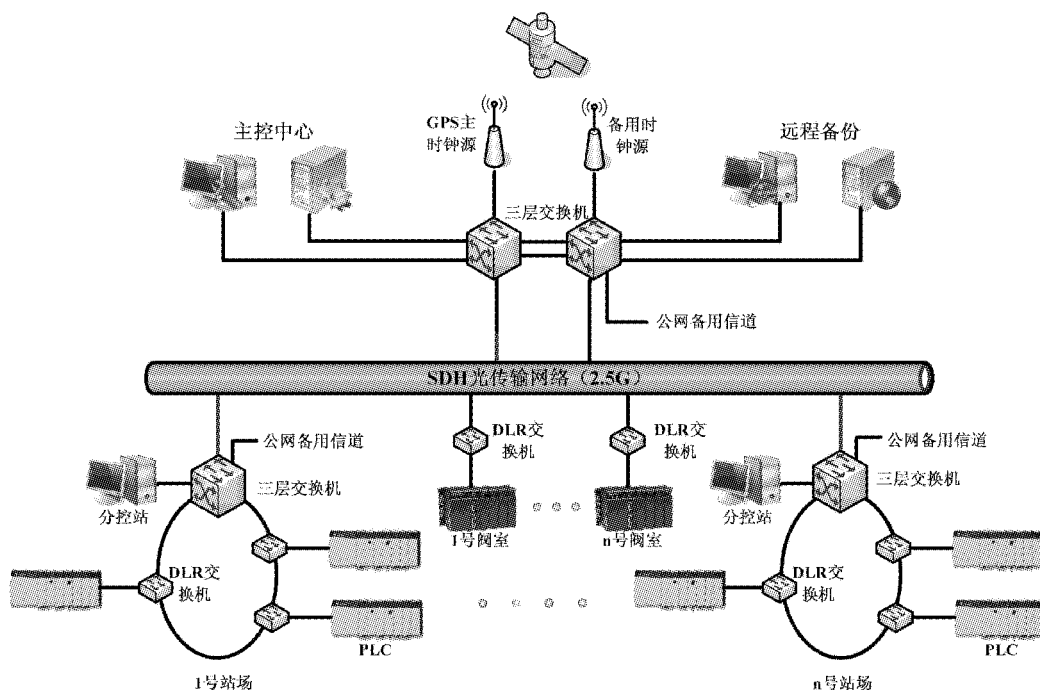 GPS主
时钟源
备用时
钟源
主控中心
远程备份
三层交换机
公网备用信道
SDH光传输网络（2.5G）
公网备用信道
DLR交
换机
DLR交
换机
公网备用信道
三层交换机
三层交换机
分控站
分控站
1号阀室
n号阀室
DLR交
换机
DLR交
换机
PLC
PLC
1号站场
n号站场